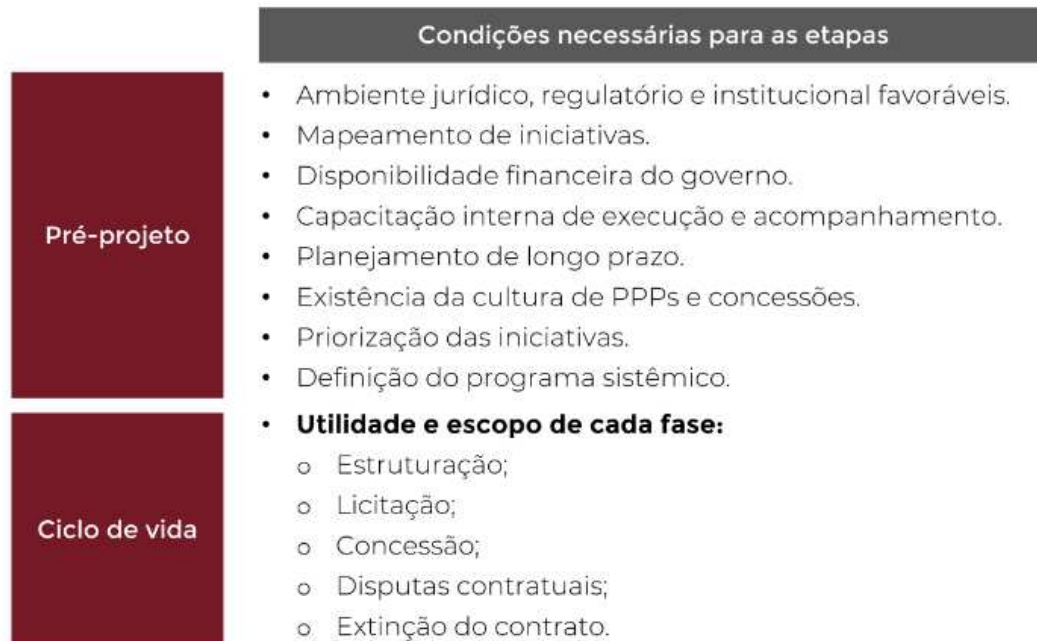 Condições necessárias para as etapas
Pré-projeto
• Ambiente jurídico, regulatório e institucional favoráveis.
• Mapeamento de iniciativas.
• Disponibilidade financeira do governo.
• Capacitação interna de execução e acompanhamento.
• Planejamento de longo prazo.
• Existência da cultura de PPPs e concessões.
• Priorização das iniciativas.
• Definição do programa sistêmico.
Ciclo de vida
• Utilidade e escopo de cada fase:
o Estruturação;
o Licitação;
o Concessão;
o Disputas contratuais;
o Extinção do contrato.